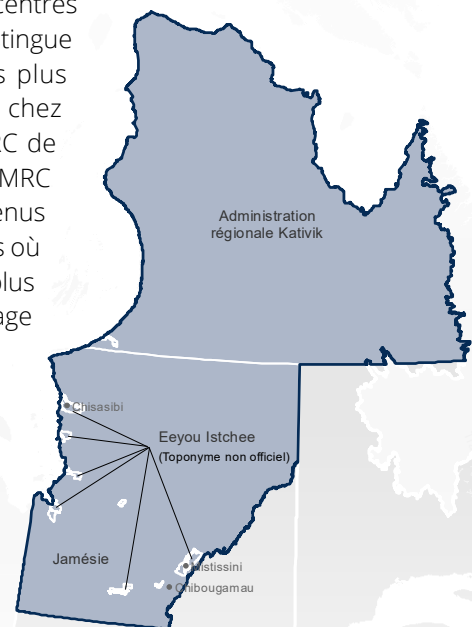 centres
tingue
s plus
chez
C de
MRC
enus
s où
plus
age
Administration
régionale Kativik
Chisasibi
Eeyou Istchee
(Toponyme non officiel)
Jamésie
Mistissini
Chibougamau